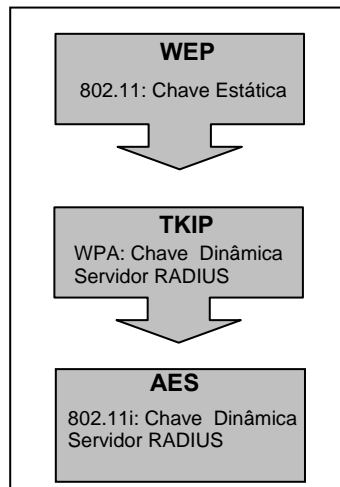 WEP
802.11: Chave Estática
TKIP
WPA: Chave Dinâmica
Servidor RADIUS
AES
802.11i: Chave Dinâmica
Servidor RADIUS